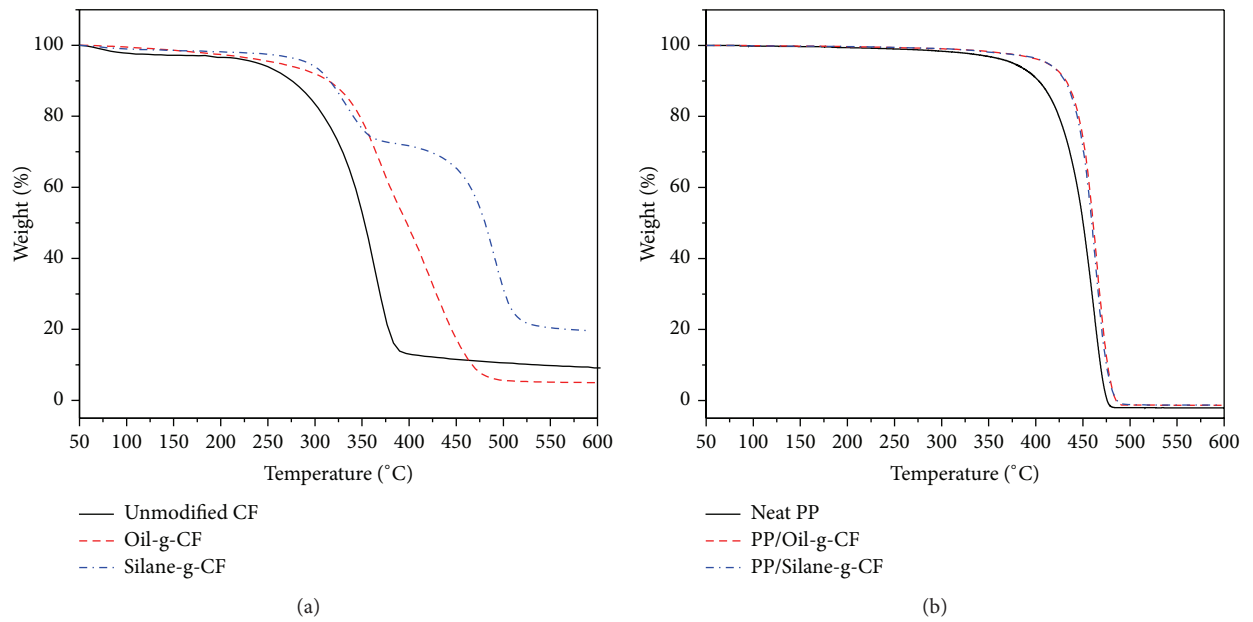 100
80
60
40
20
0
Weight (%)
50 100 150 200 250 300 350 400 450 500 550 600
Temperature (°C)
Unmodified CF
Oil-g-CF
Silane-g-CF
(a)
100
80
60
40
20
0
Weight (%)
50 100 150 200 250 300 350 400 450 500 550 600
Temperature (°C)
Neat PP
PP/Oil-g-CF
PP/Silane-g-CF
(b)